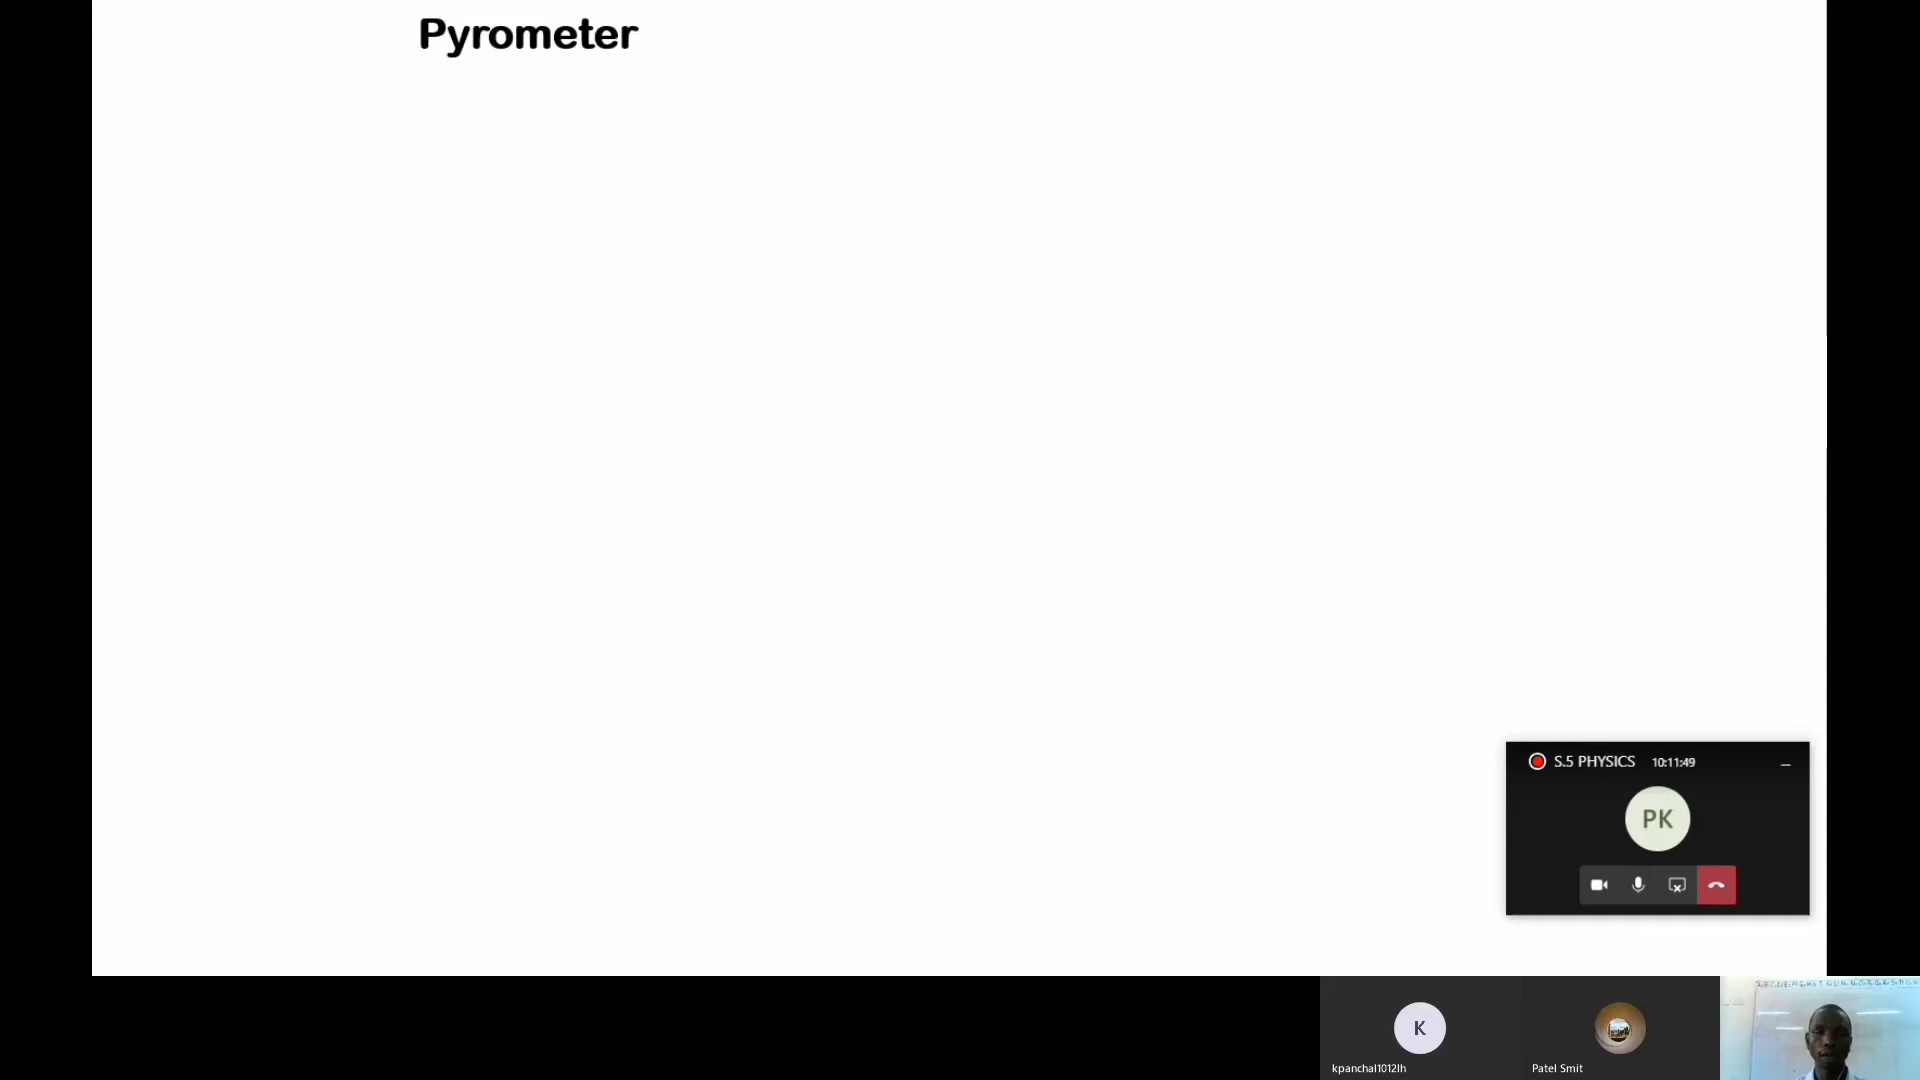 Pyrometer
S.5 PHYSICS 10:11:49
PK
K
kpanchal1012lh
Patel Smit